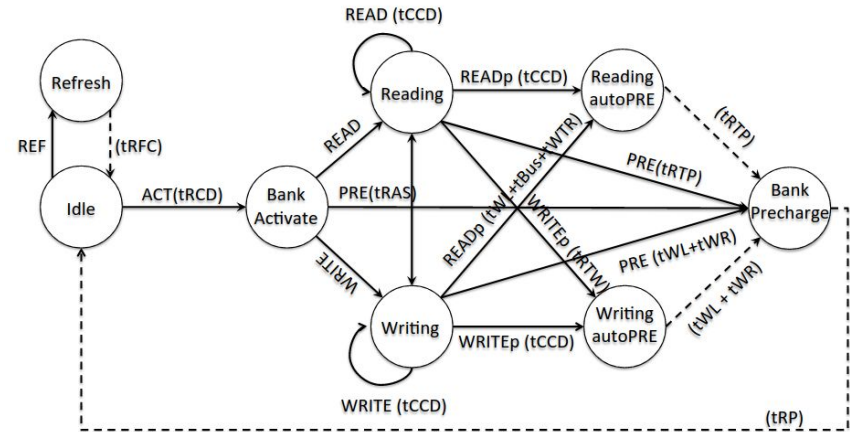 READ (tCCD)
Refresh
Reading
READp (tCCD)
Reading
autoPRE
REF
(tRFC)
READ
(tRTP)
PRE(tRTP)
READp (tWL+tBus+tWTR)
Idle
ACT(tRCD)
Bank
Activate
PRE(tRAS)
Bank
Precharge
WRITEp (tRTW)
PRE (tWL+tWR)
WRITE
Writing
WRITEp (tCCD)
Writing
autoPRE
(tWL + tWR)
WRITE (tCCD)
(tRP)